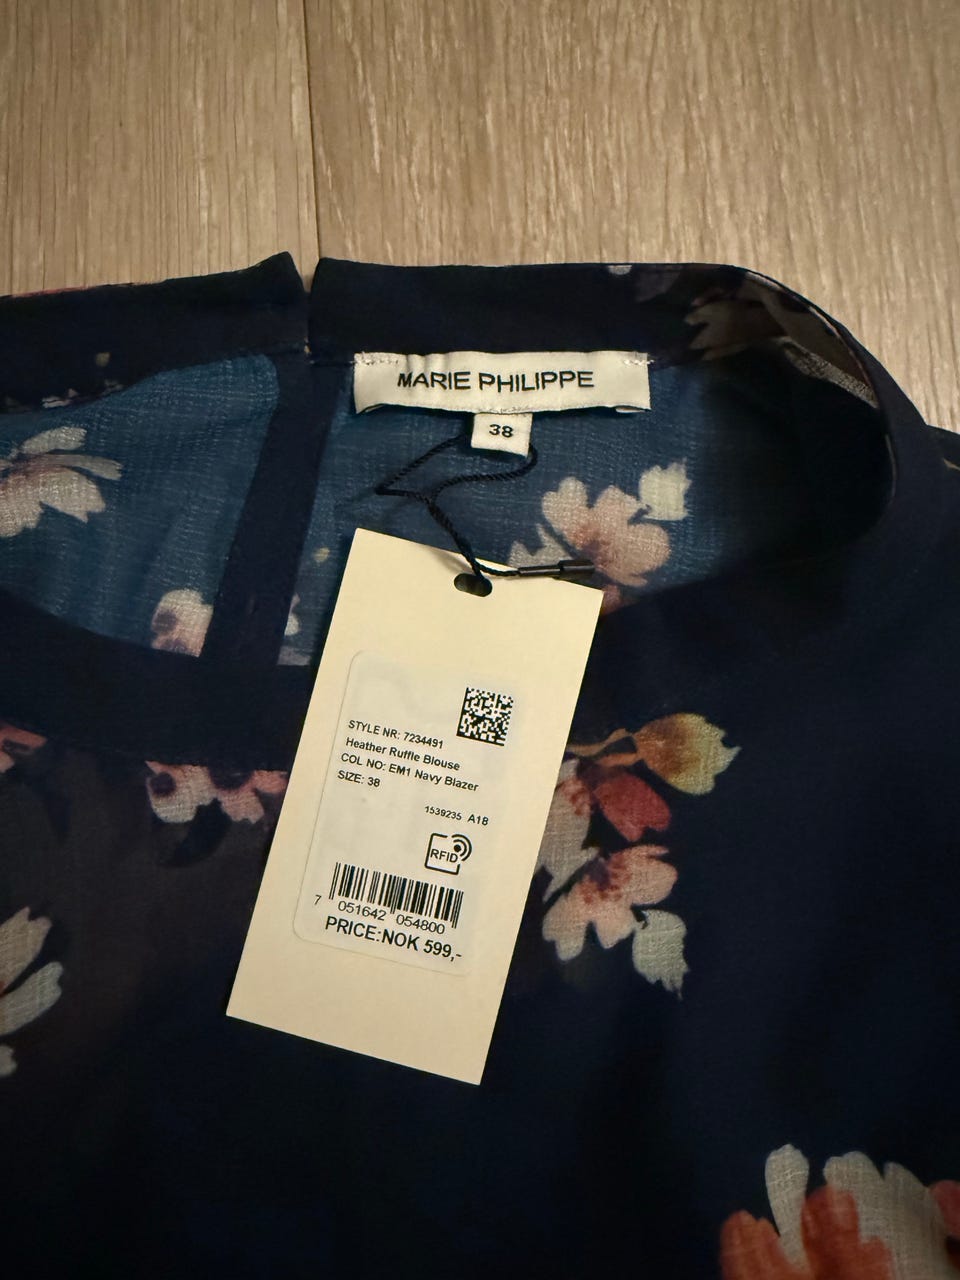 MARIE PHILIPPE
38
STYLE NR: 7234491
Heather Ruffle Blouse
COL NO: EM1 Navy Blazer
SIZE: 38
1539235 A18
RFID
7 051642 054800
PRICE:NOK 599,-